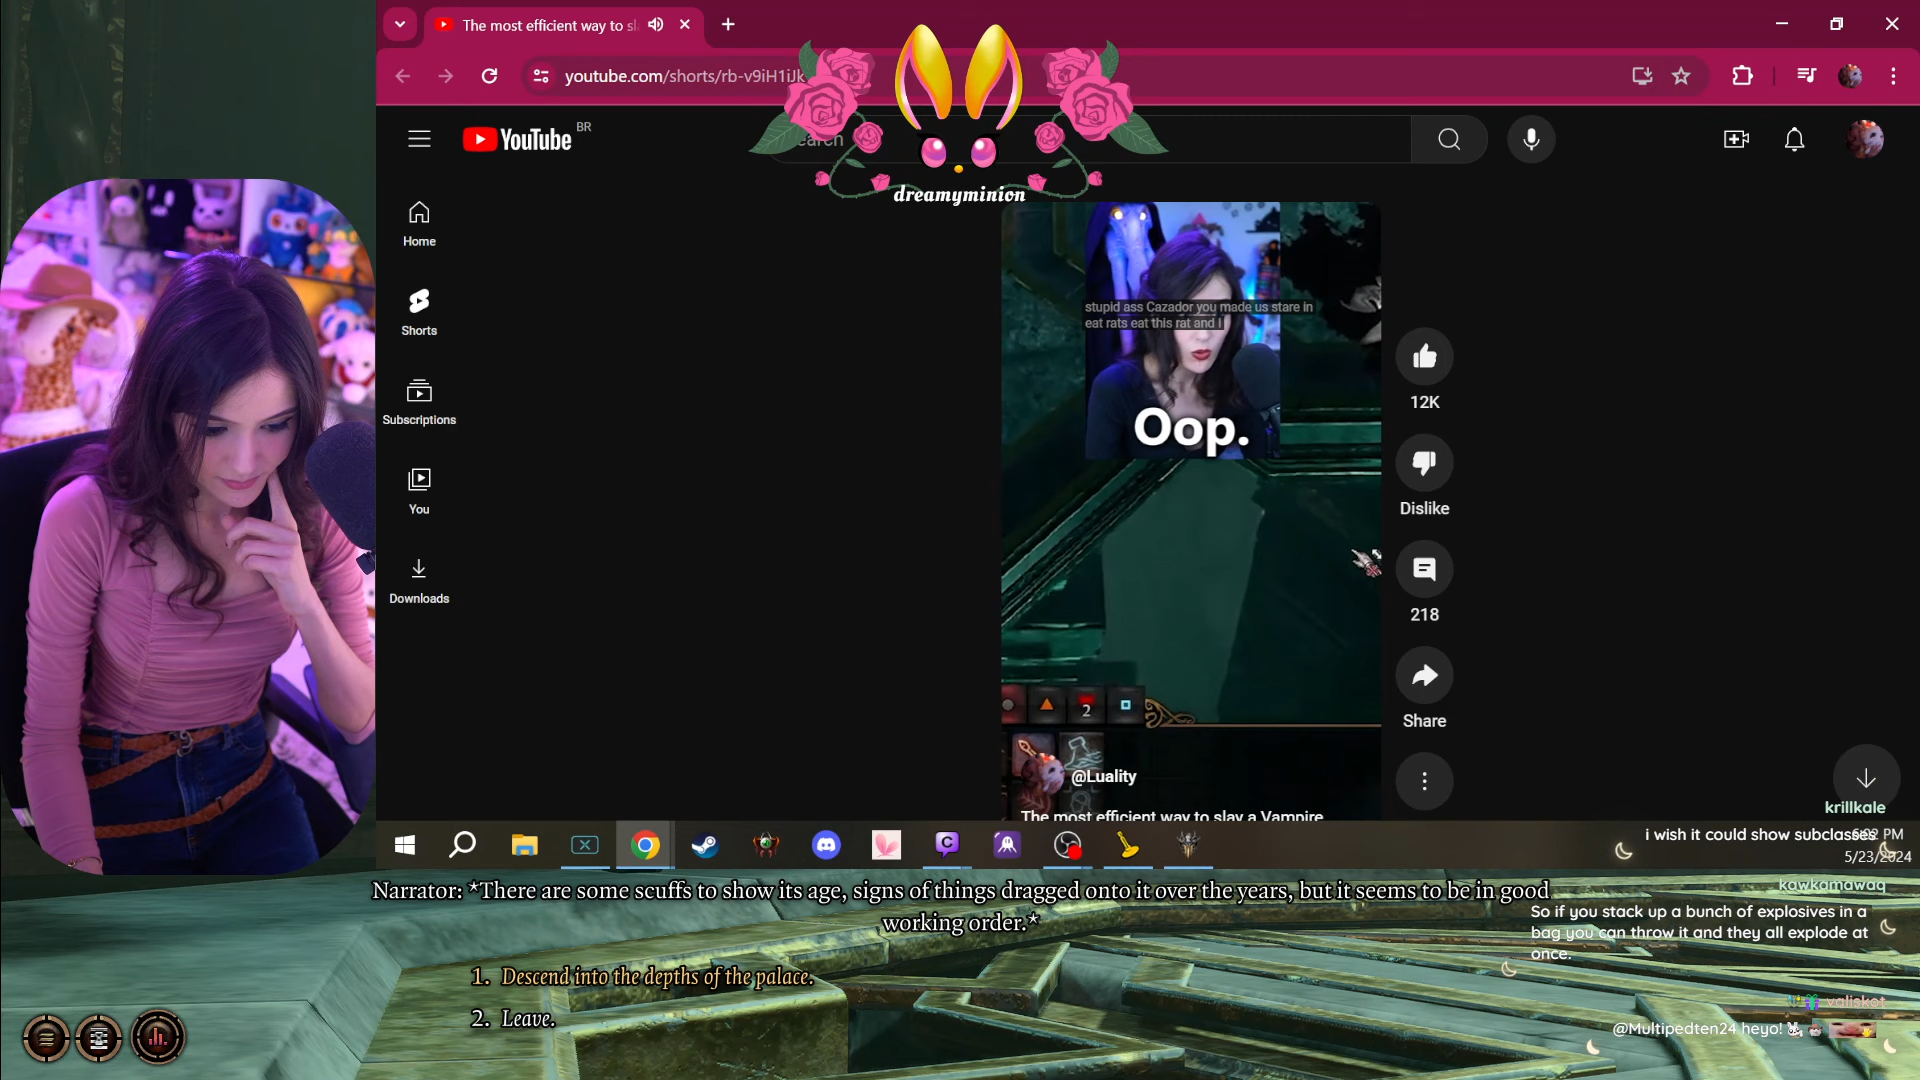 The most efficient way to sl
youtube.com/shorts/rb-v9iH1iJk
YouTube
BR
earch
dreamyminion
Home
Shorts
Subscriptions
You
Downloads
stupid ass Cazador you made us stare in
eat rats eat this rat and I
Oop.
12K
Dislike
218
Share
2
@Luality
The most efficient way to slay a Vampire
krillkale
i wish it could show subclasses
PM
5/23/2024
Narrator: *There are some scuffs to show its age, signs of things dragged onto it over the years, but it seems to be in good
working order.*
1. Descend into the depths of the palace.
2. Leave.
kawkamawaq
So if you stack up a bunch of explosives in a
bag you can throw it and they all explode at
once.
valiskot
@Multipedten24 heyo!